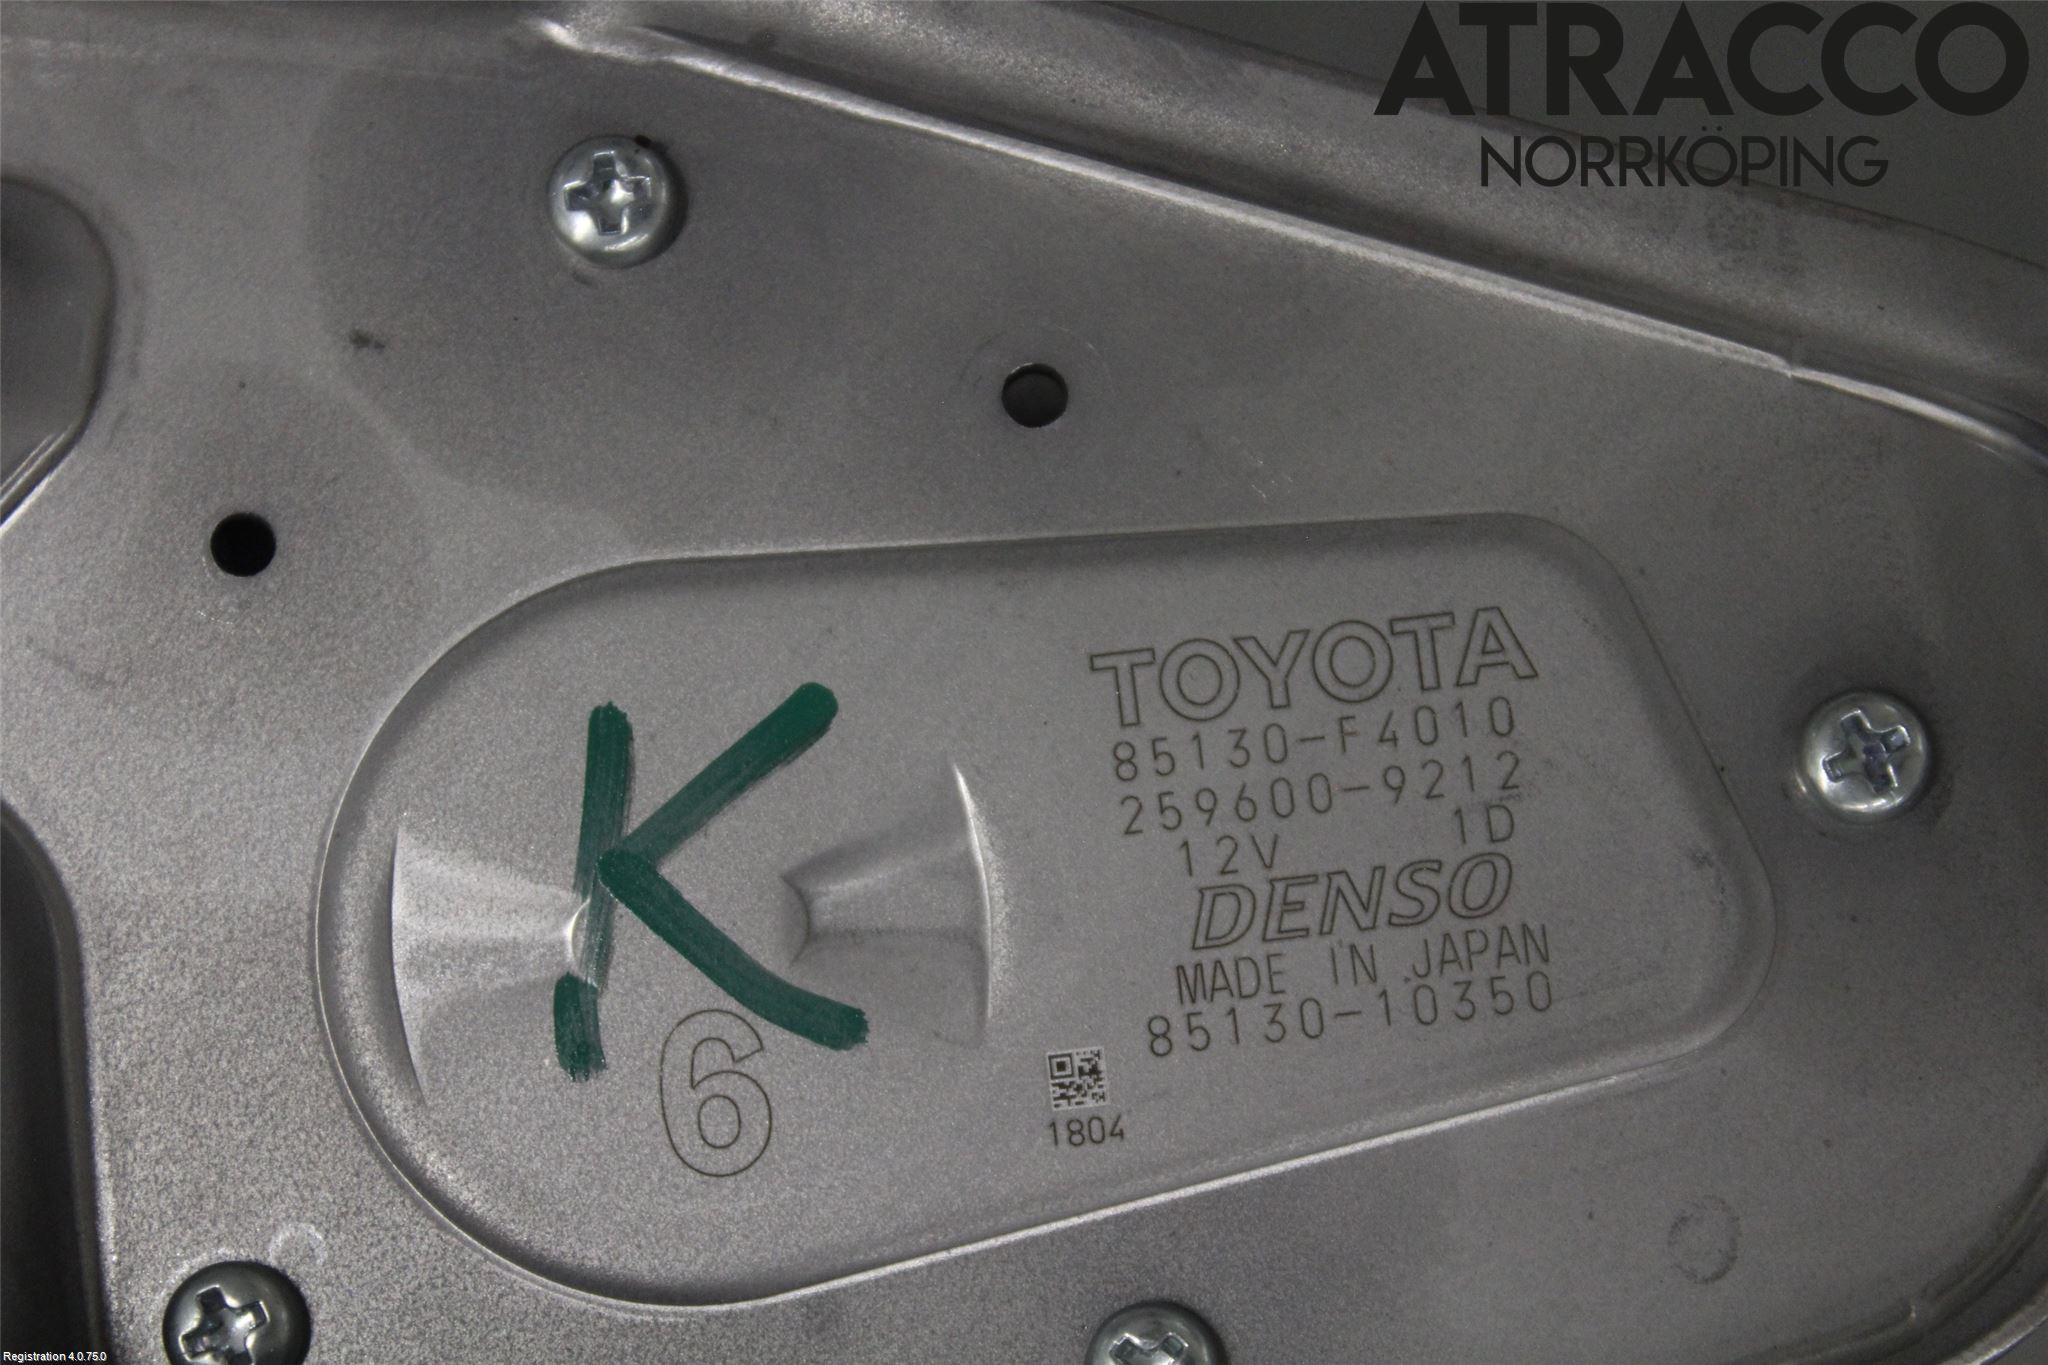 ATRACCO
NORRKÖPING
TOYOTA
85130-F4010
259600-9212
12V 1D
DENSO
MADE IN JAPAN
85130-10350
K
6
1804
Registration 4.0.75.0